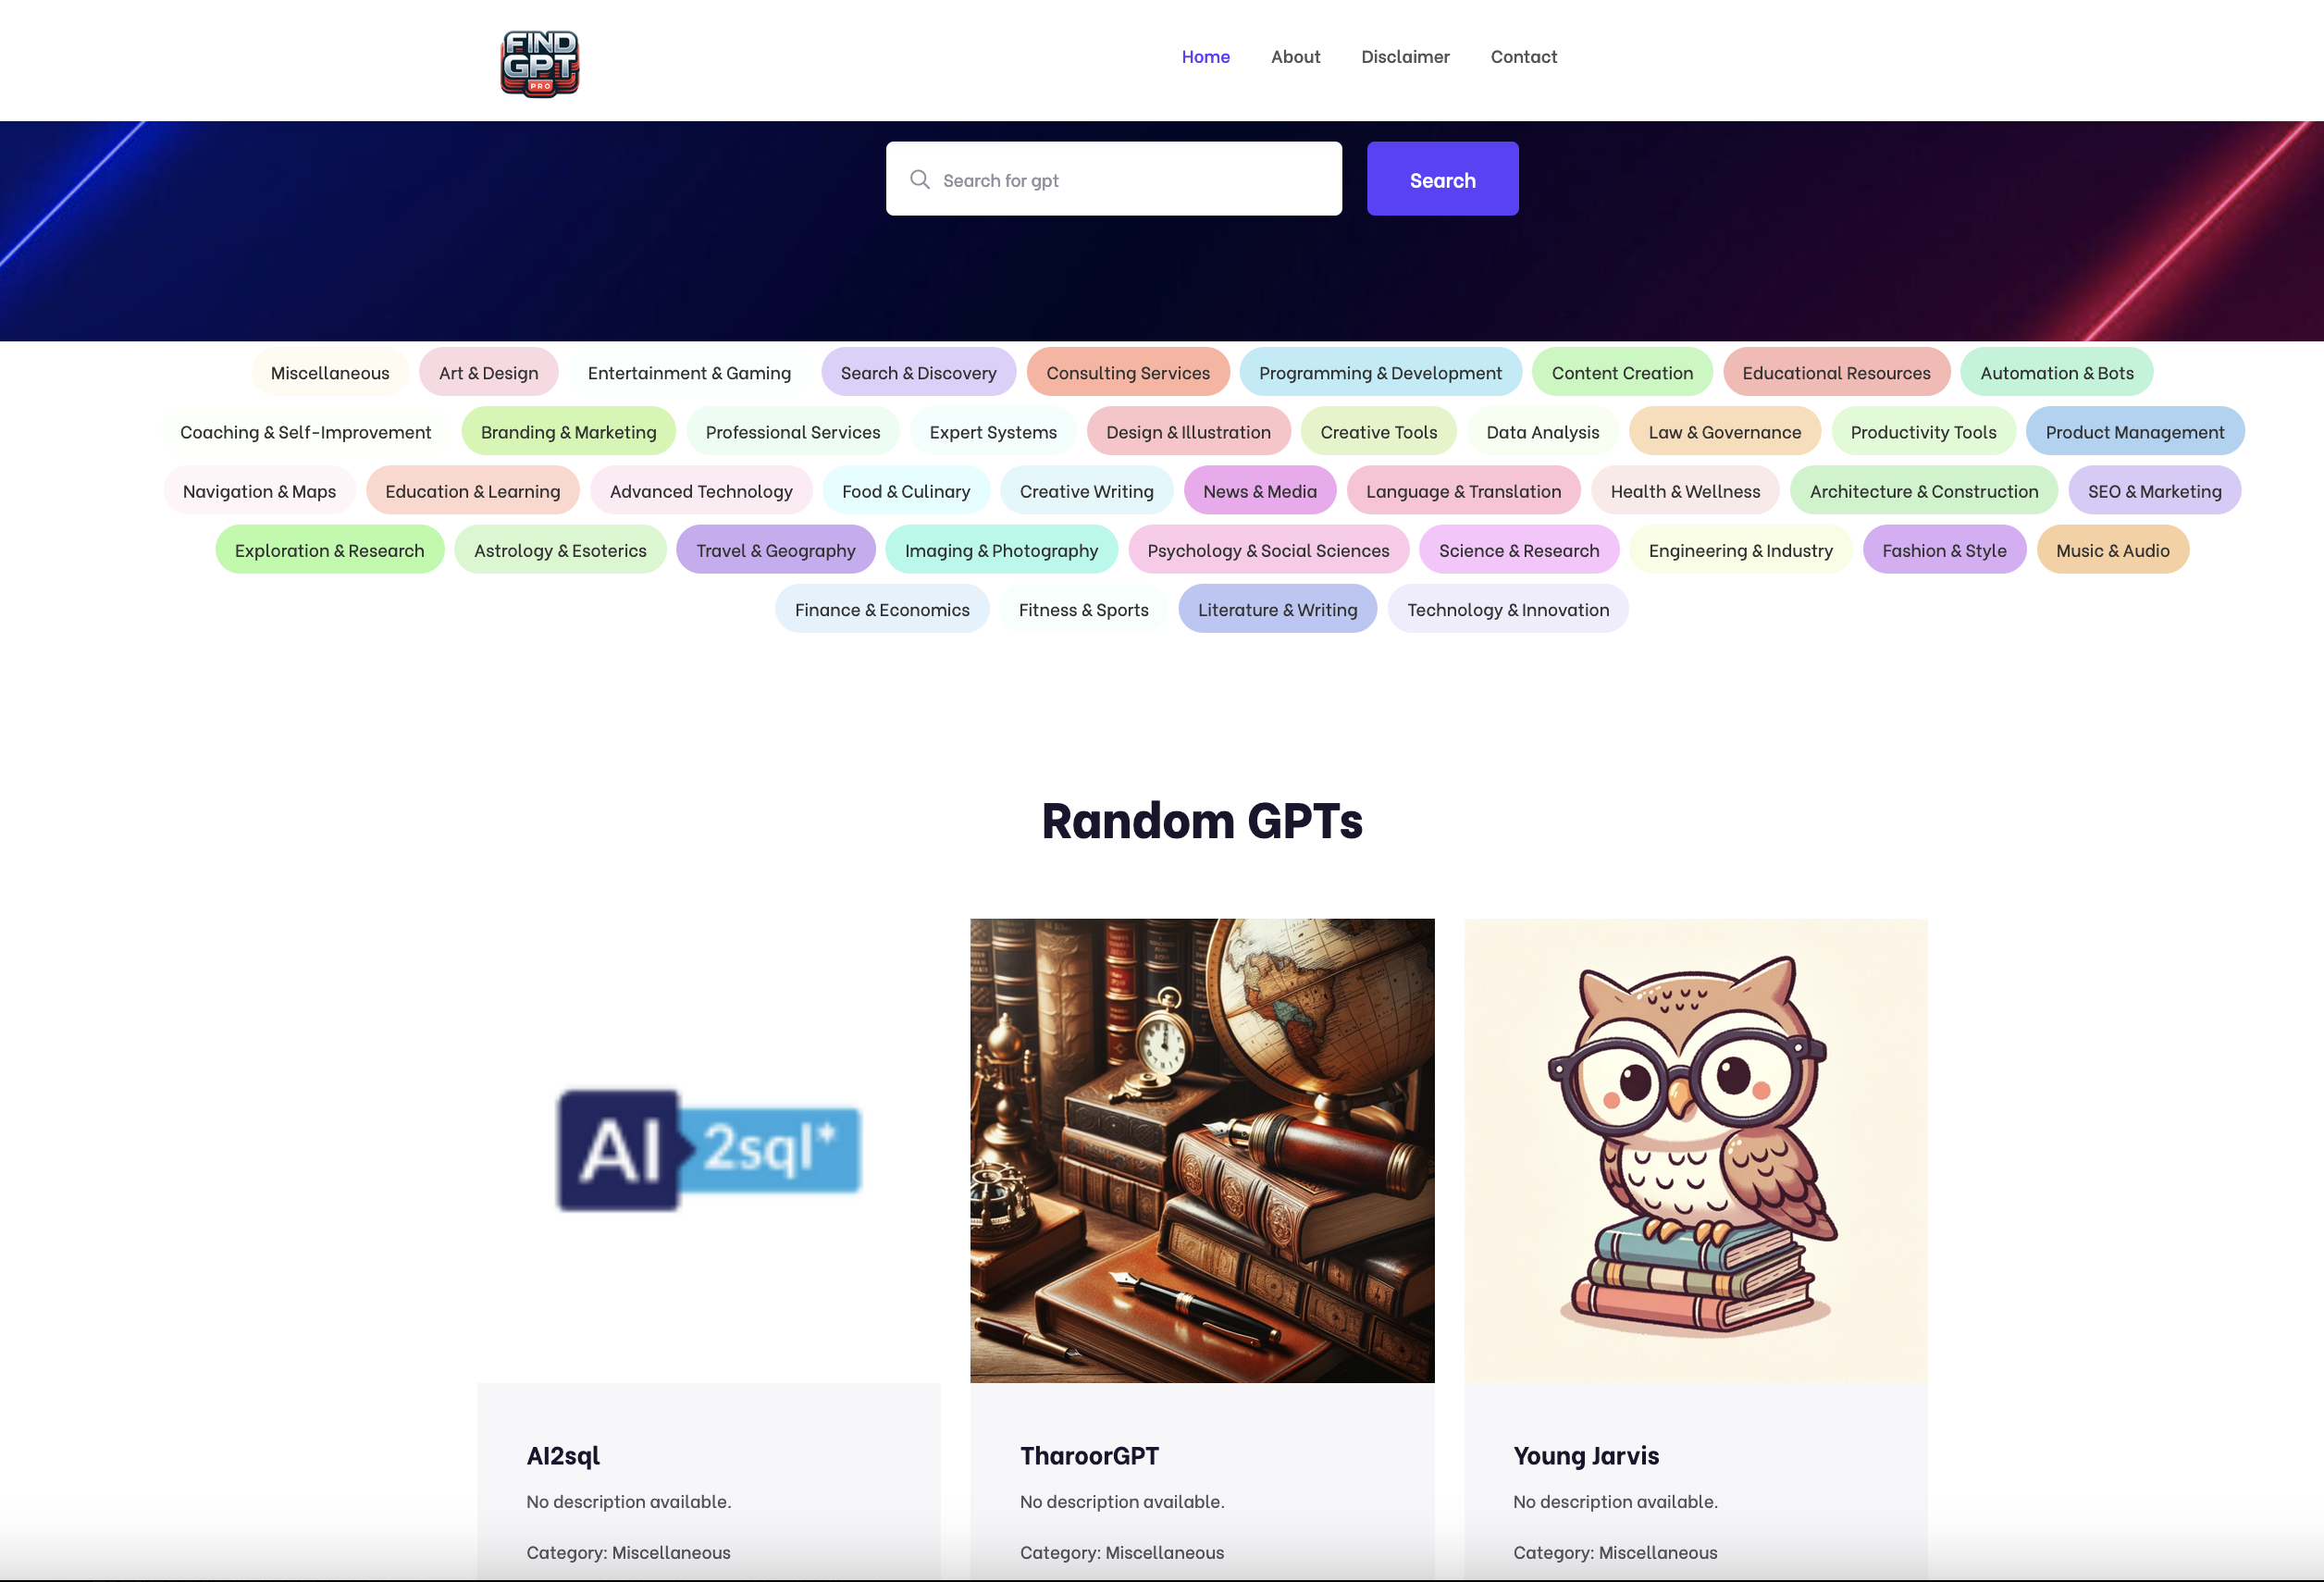 FIND
GPT
PRO
Home About Disclaimer Contact
Search for gpt Search
Miscellaneous Art & Design Entertainment & Gaming Search & Discovery Consulting Services Programming & Development Content Creation Educational Resources Automation & Bots
Coaching & Self-Improvement Branding & Marketing Professional Services Expert Systems Design & Illustration Creative Tools Data Analysis Law & Governance Productivity Tools Product Management
Navigation & Maps Education & Learning Advanced Technology Food & Culinary Creative Writing News & Media Language & Translation Health & Wellness Architecture & Construction SEO & Marketing
Exploration & Research Astrology & Esoterics Travel & Geography Imaging & Photography Psychology & Social Sciences Science & Research Engineering & Industry Fashion & Style Music & Audio
Finance & Economics Fitness & Sports Literature & Writing Technology & Innovation
Random GPTs
AI 2sql*
AI2sql TharoorGPT Young Jarvis
No description available. No description available. No description available.
Category: Miscellaneous Category: Miscellaneous Category: Miscellaneous